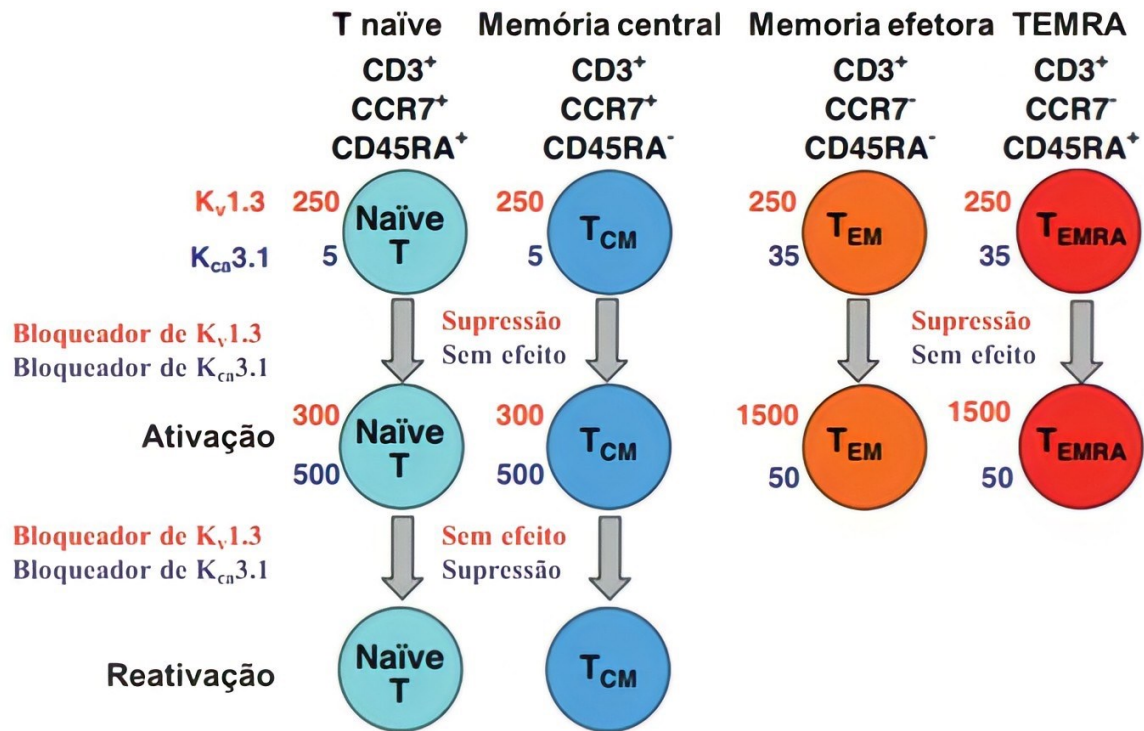 T naïve Memória central Memoria efetora TEMRA
CD3⁺ CD3⁺ CD3⁺ CD3⁺
CCR7⁺ CCR7⁺ CCR7⁻ CCR7⁻
CD45RA⁺ CD45RA⁻ CD45RA⁻ CD45RA⁺
Kv1.3 250 250 250 250
Naïve T TCM TEM TEMRA
Kca3.1 5 5 35 35
Bloqueador de Kv1.3 Supressão Supressão
Bloqueador de Kca3.1 Sem efeito Sem efeito
300 300 1500 1500
Ativação Naïve T TCM TEM TEMRA
500 500 50 50
Bloqueador de Kv1.3 Sem efeito
Bloqueador de Kca3.1 Supressão
Reativação Naïve T TCM